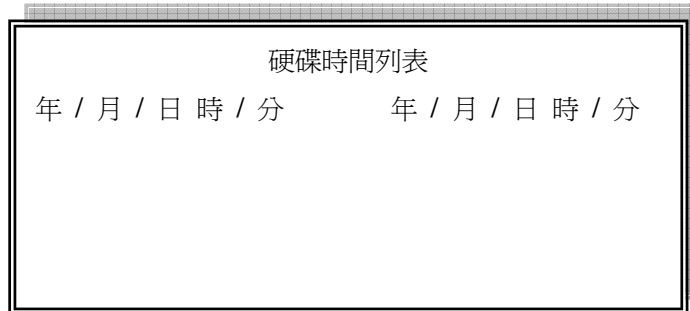 硬碟時間列表
年 / 月 / 日 時 / 分 年 / 月 / 日 時 / 分